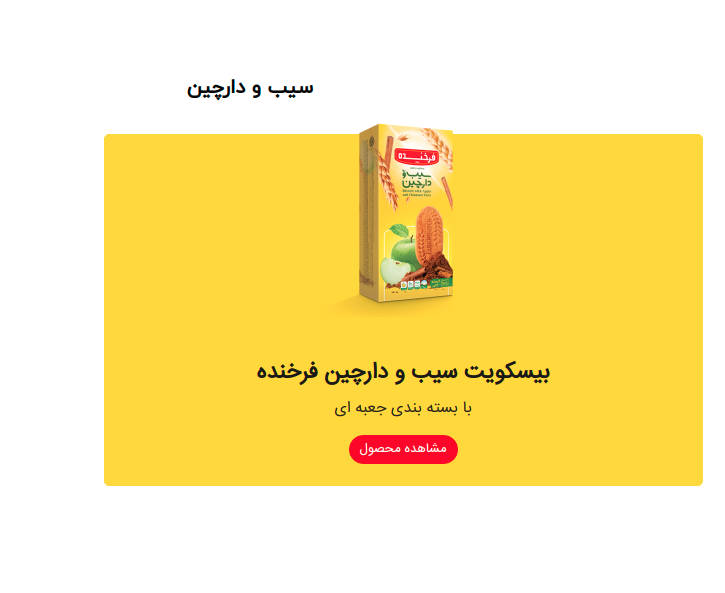 سیب و دارچین
فرخنده
سیب و
دارچین
بیسکویت سیب و دارچین فرخنده
با بسته بندی جعبه ای
مشاهده محصول